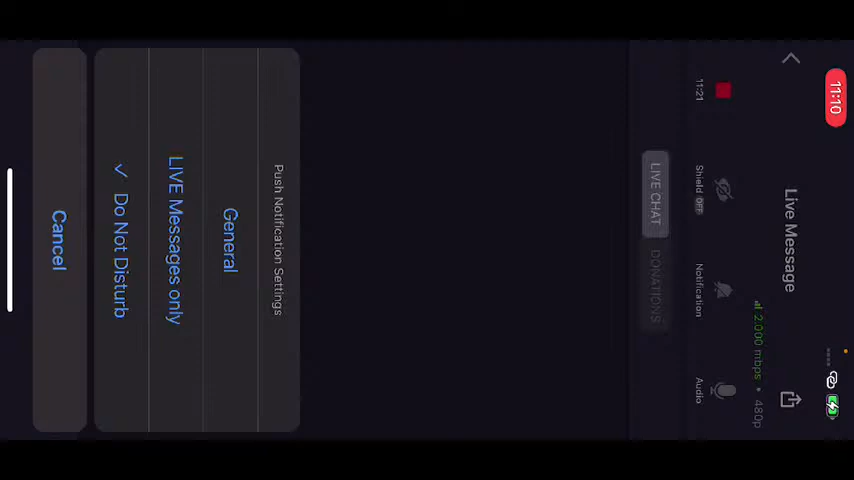 11:10
Live Message
2.000 mbps • 480p
11:21
Shield OFF
Notification
Audio
LIVE CHAT
DONATIONS
Push Notification Settings
General
LIVE Messages only
✓ Do Not Disturb
Cancel